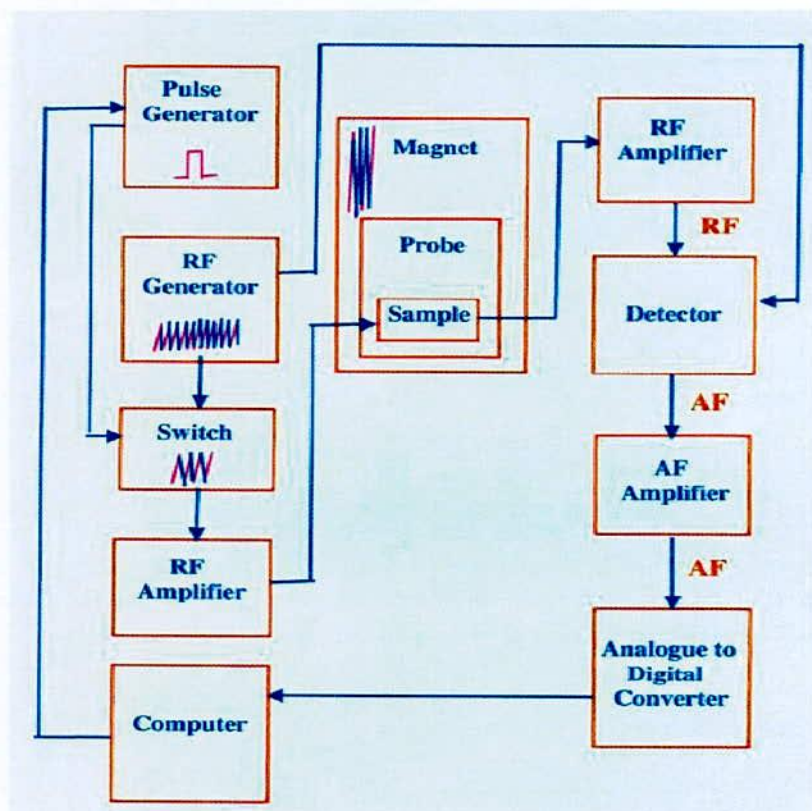 Pulse
Generator
RF
Generator
Switch
RF
Amplifier
Computer
Magnet
Probe
Sample
RF
Amplifier
RF
Detector
AF
AF
Amplifier
AF
Analogue to
Digital
Converter